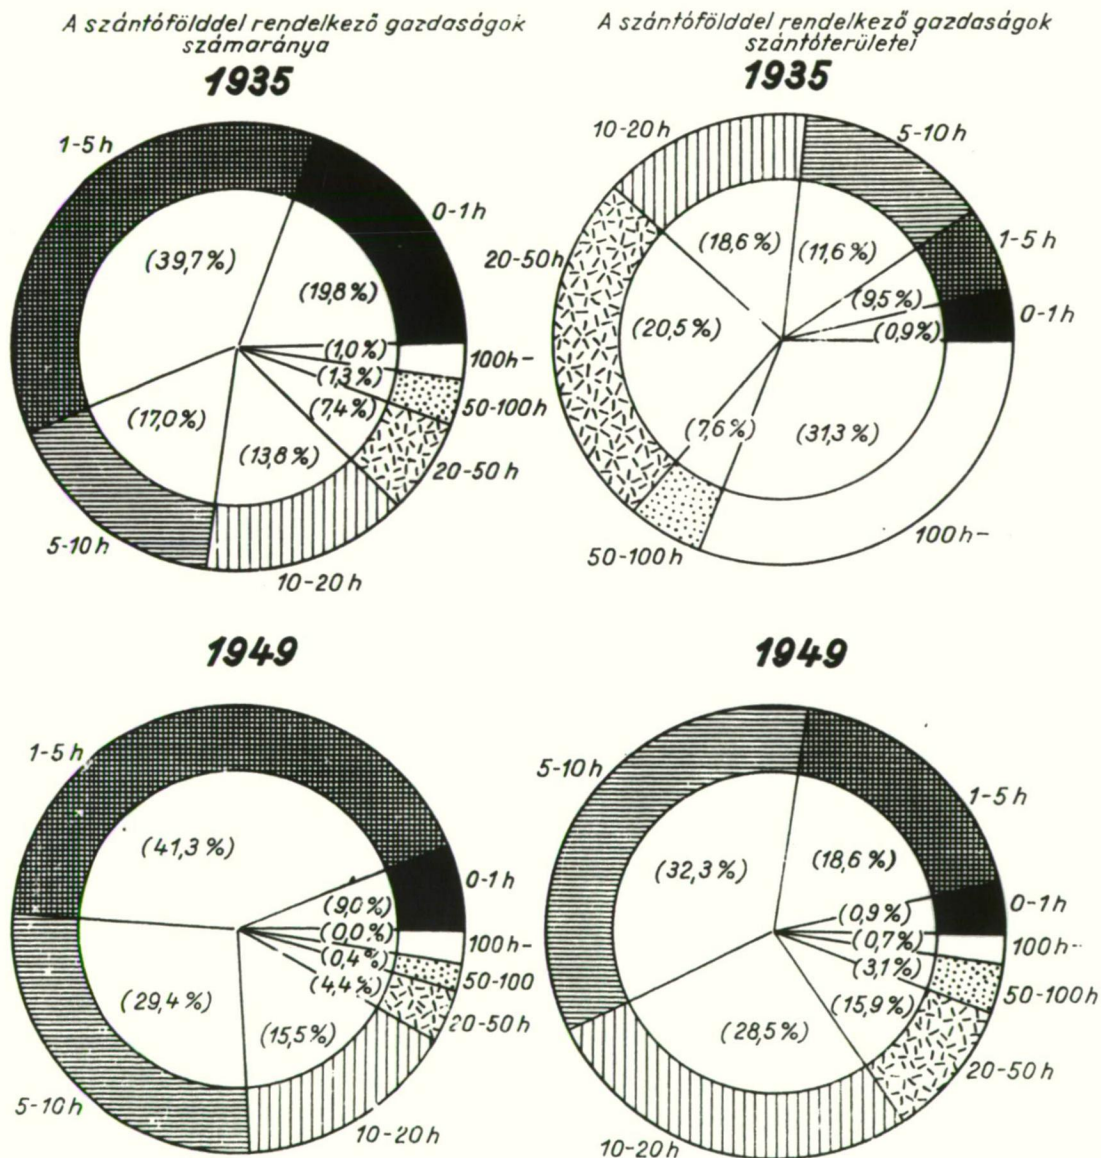 A szántófölddel rendelkező gazdaságok
számaránya
1935
1-5 h
0-1 h
(39,7%)
(19,8%)
(1,0%)
100 h-
(1,3%)
50-100 h
(7,4%)
20-50 h
(17,0%)
(13,8%)
5-10 h
10-20 h
A szántófölddel rendelkező gazdaságok
szántóterületei
1935
10-20 h
5-10 h
1-5 h
20-50 h
(18,6%)
(11,6%)
(9,5%)
0-1 h
(20,5%)
(0,9%)
(7,6%)
(31,3%)
50-100 h
100 h-
1949
1-5 h
(41,3%)
0-1 h
(9,0%)
(0,0%)
100 h-
(0,4%)
50-100
(4,4%)
20-50 h
(29,4%)
(15,5%)
5-10 h
10-20 h
1949
5-10 h
1-5 h
(32,3%)
(18,6%)
0-1 h
(0,9%)
(0,7%)
100 h-
(3,1%)
50-100 h
(15,9%)
(28,5%)
20-50 h
10-20 h